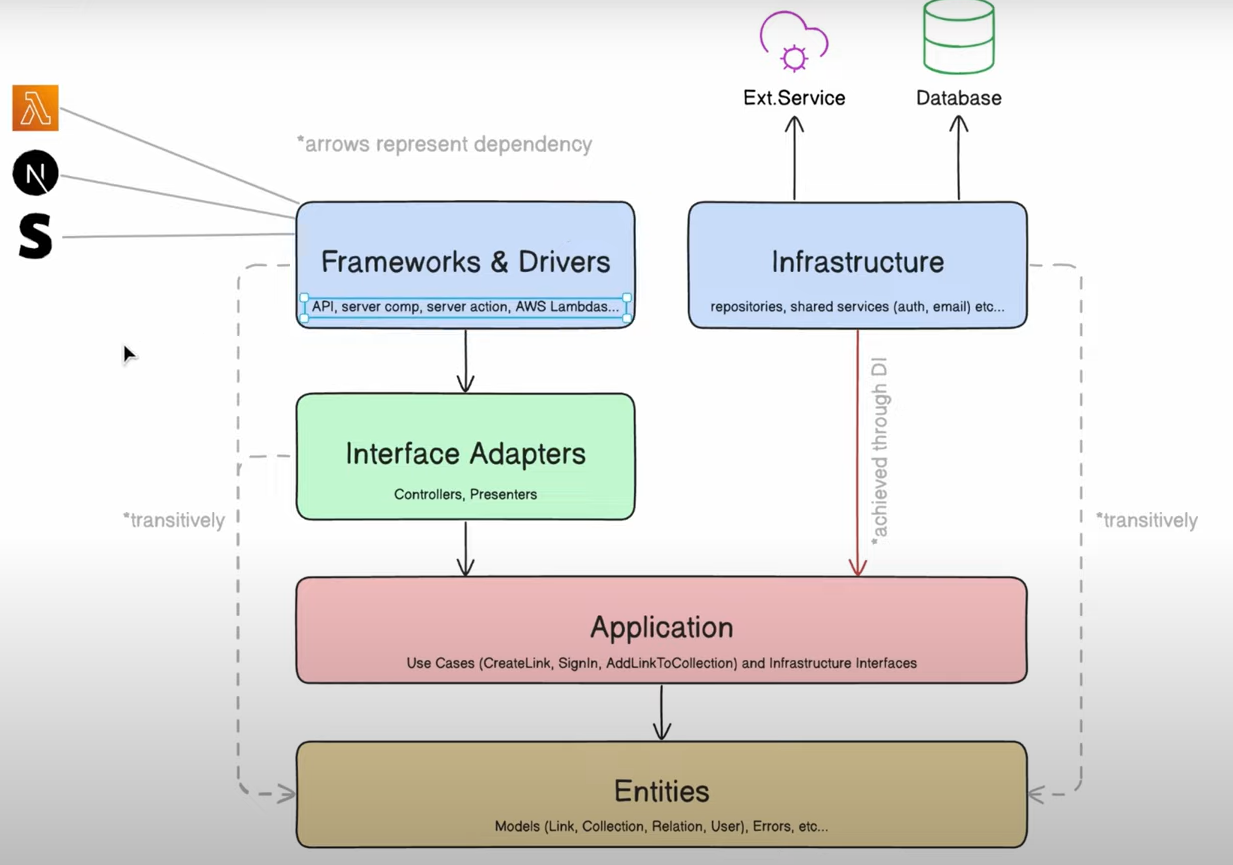 Ext.Service
Database
*arrows represent dependency
N
S
Frameworks & Drivers
API, server comp, server action, AWS Lambdas...
Infrastructure
repositories, shared services (auth, email) etc...
*achieved through DI
Interface Adapters
Controllers, Presenters
*transitively
*transitively
Application
Use Cases (CreateLink, SignIn, AddLinkToCollection) and Infrastructure Interfaces
Entities
Models (Link, Collection, Relation, User), Errors, etc...